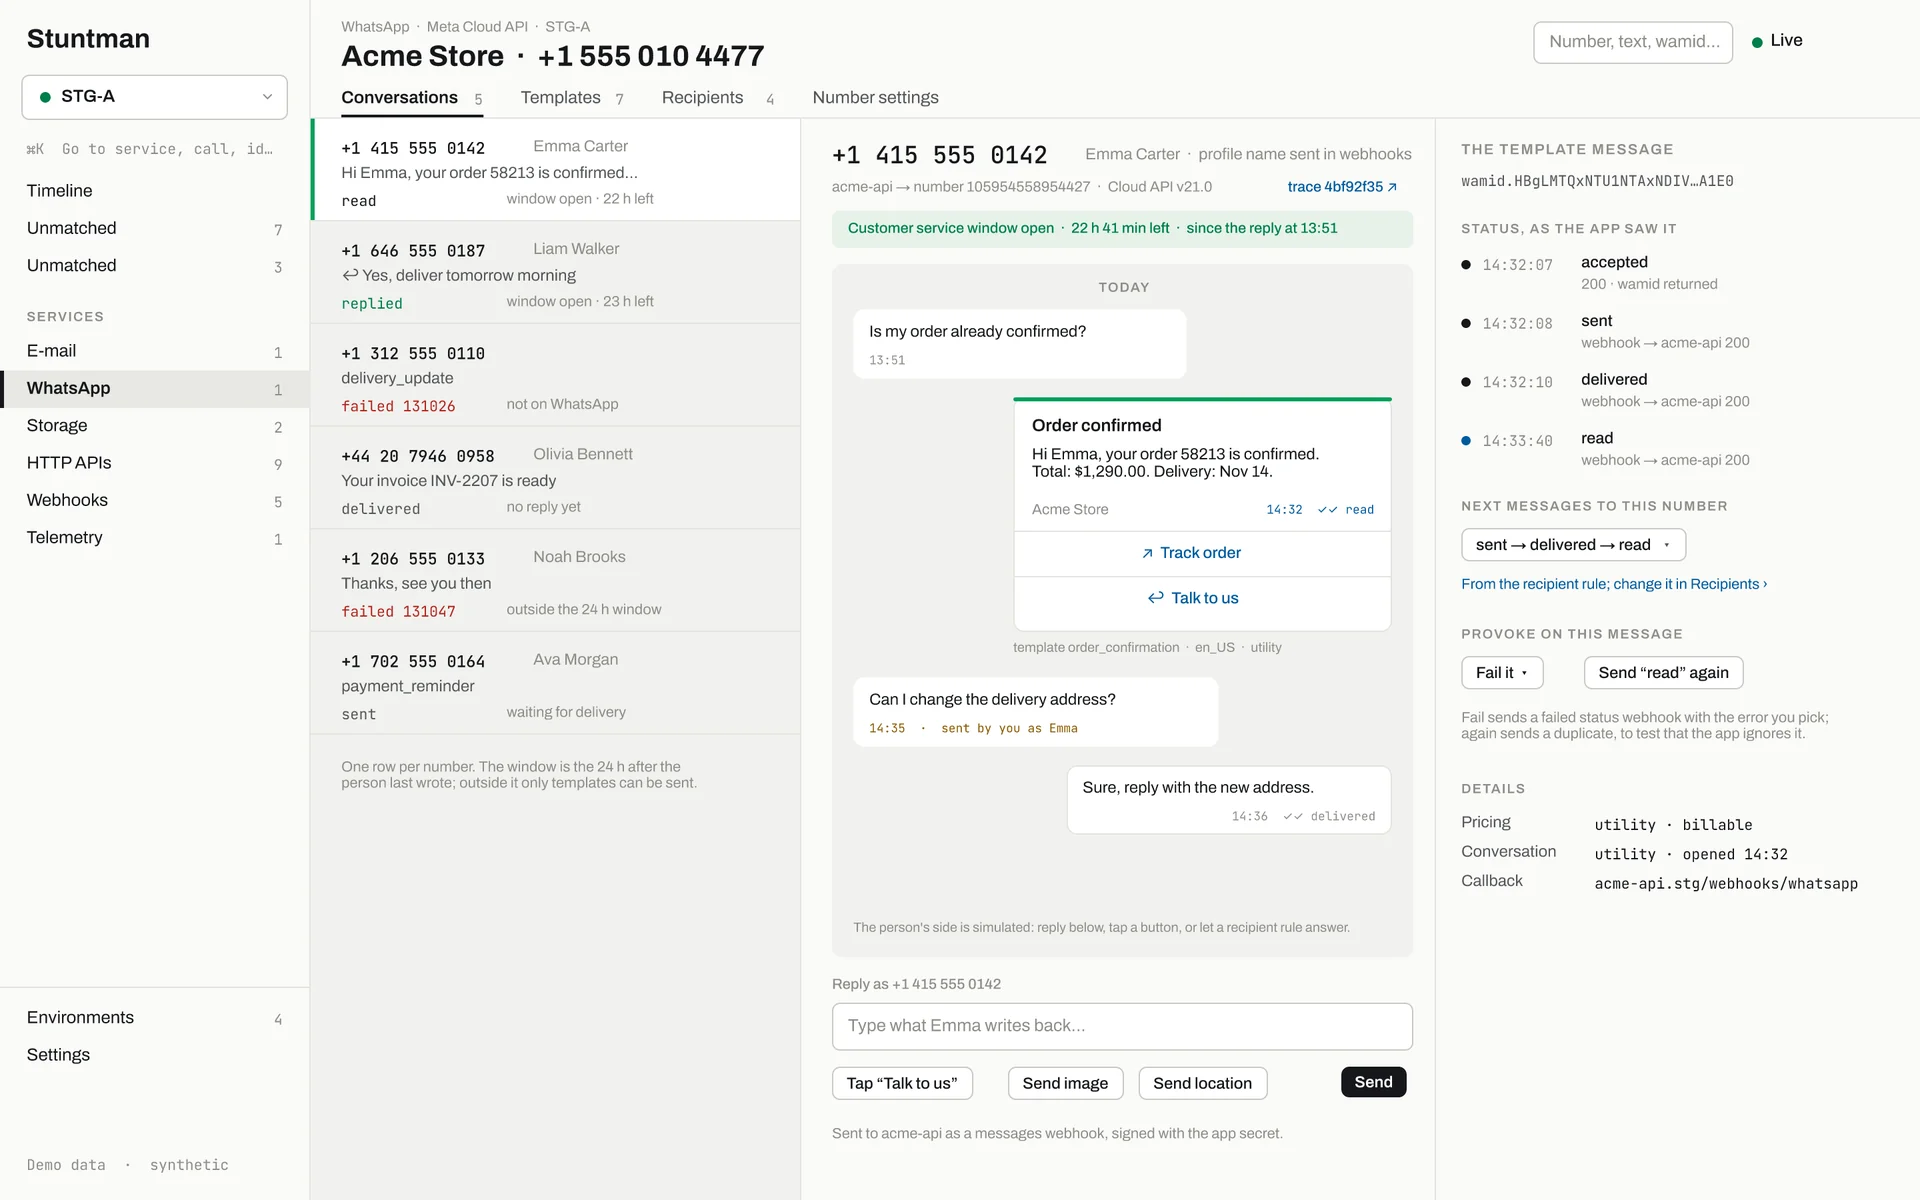 Stuntman
STG-A
⌘K Go to service, call, id…
Timeline
Unmatched 7
Unmatched 3
SERVICES
E-mail 1
WhatsApp 1
Storage 2
HTTP APIs 9
Webhooks 5
Telemetry 1
Environments 4
Settings
Demo data · synthetic
WhatsApp · Meta Cloud API · STG-A
Acme Store · +1 555 010 4477
Number, text, wamid…
Live
Conversations 5
Templates 7
Recipients 4
Number settings
+1 415 555 0142 Emma Carter
Hi Emma, your order 58213 is confirmed…
read window open · 22 h left
+1 646 555 0187 Liam Walker
↩ Yes, deliver tomorrow morning
replied window open · 23 h left
+1 312 555 0110
delivery_update
failed 131026 not on WhatsApp
+44 20 7946 0958 Olivia Bennett
Your invoice INV-2207 is ready
delivered no reply yet
+1 206 555 0133 Noah Brooks
Thanks, see you then
failed 131047 outside the 24 h window
+1 702 555 0164 Ava Morgan
payment_reminder
sent waiting for delivery
One row per number. The window is the 24 h after the
person last wrote; outside it only templates can be sent.
+1 415 555 0142 Emma Carter · profile name sent in webhooks
acme-api → number 105954558954427 · Cloud API v21.0 trace 4bf92f35 ↗
Customer service window open · 22 h 41 min left · since the reply at 13:51
TODAY
Is my order already confirmed?
13:51
Order confirmed
Hi Emma, your order 58213 is confirmed.
Total: $1,290.00. Delivery: Nov 14.
Acme Store 14:32 ✓✓ read
↗ Track order
↩ Talk to us
template order_confirmation · en_US · utility
Can I change the delivery address?
14:35 · sent by you as Emma
Sure, reply with the new address.
14:36 ✓✓ delivered
The person's side is simulated: reply below, tap a button, or let a recipient rule answer.
Reply as +1 415 555 0142
Type what Emma writes back…
Tap “Talk to us”
Send image
Send location
Send
Sent to acme-api as a messages webhook, signed with the app secret.
THE TEMPLATE MESSAGE
wamid.HBgLMTQxNTU1NTAxNDIV…A1E0
STATUS, AS THE APP SAW IT
14:32:07 accepted
200 · wamid returned
14:32:08 sent
webhook → acme-api 200
14:32:10 delivered
webhook → acme-api 200
14:33:40 read
webhook → acme-api 200
NEXT MESSAGES TO THIS NUMBER
sent → delivered → read
From the recipient rule; change it in Recipients ›
PROVOKE ON THIS MESSAGE
Fail it
Send “read” again
Fail sends a failed status webhook with the error you pick;
again sends a duplicate, to test that the app ignores it.
DETAILS
Pricing utility · billable
Conversation utility · opened 14:32
Callback acme-api.stg/webhooks/whatsapp